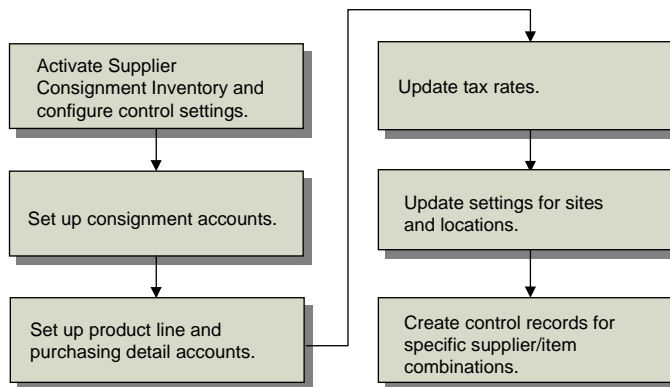 Activate Supplier
Consignment Inventory and
configure control settings.
Set up consignment accounts.
Set up product line and
purchasing detail accounts.
Update tax rates.
Update settings for sites
and locations.
Create control records for
specific supplier/item
combinations.